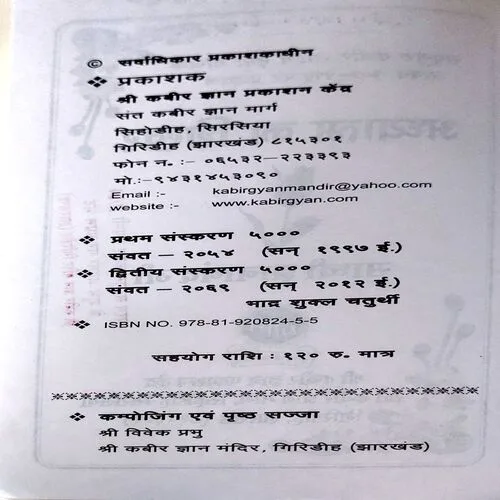 © सर्वाधिकार प्रकाशकाधीन
❖ प्रकाशक
श्री कबीर ज्ञान प्रकाशन केंद्र
संत कबीर ज्ञान मार्ग
सिहोडीह, सिरसिया
गिरिडीह (झारखंड) ८१५३०१
फोन न. :- ०६५३२-२२३३९३
मो.:-९४३१४५३०९०
Email :- kabirgyanmandir@yahoo.com
website :- www.kabirgyan.com
❖ प्रथम संस्करण ५०००
संवत – २०५४ (सन् १९९७ ई.)
❖ द्वितीय संस्करण ५०००
संवत – २०६९ (सन् २०१२ ई.)
भाद्र शुक्ल चतुर्थी
❖ ISBN NO. 978-81-920824-5-5
सहयोग राशि : १२० रु. मात्र
❖ कम्पोजिंग एवं पृष्ठ सज्जा
श्री विवेक प्रभु
श्री कबीर ज्ञान मंदिर, गिरिडीह (झारखंड)